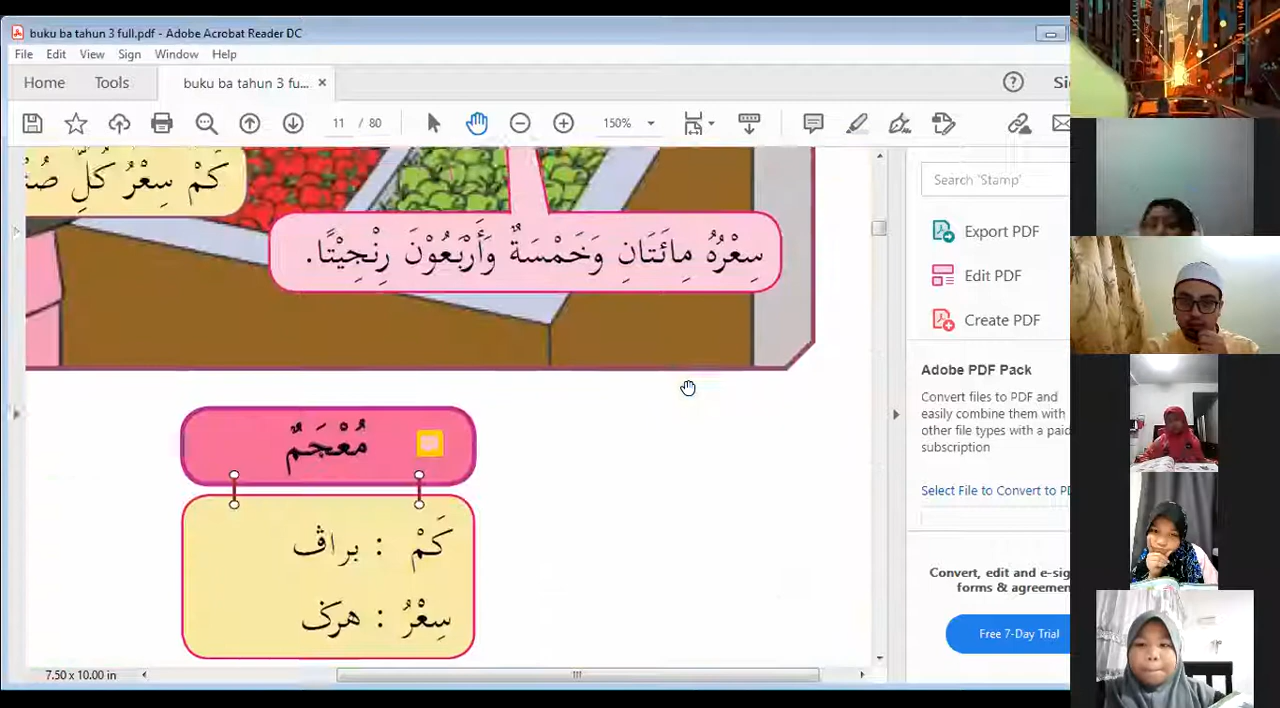 buku ba tahun 3 full.pdf - Adobe Acrobat Reader DC
File Edit View Sign Window Help
Home Tools buku ba tahun 3 fu... ×
11 / 80 150%
كَمْ سِعْرُ كُلِّ
سِعْرُهُ مِائَتَانِ وَخَمْسَةٌ وَأَرْبَعُوْنَ رِنْجِيْتًا.
مُعْجَمٌ
كَمْ : براڤ
سِعْرُ : هرݢ
7.50 x 10.00 in
Search 'Stamp'
Export PDF
Edit PDF
Create PDF
Adobe PDF Pack
Convert files to PDF and
easily combine them with
other file types with a paid
subscription
Select File to Convert to
Convert, edit and
forms &
Free 7-Day Trial